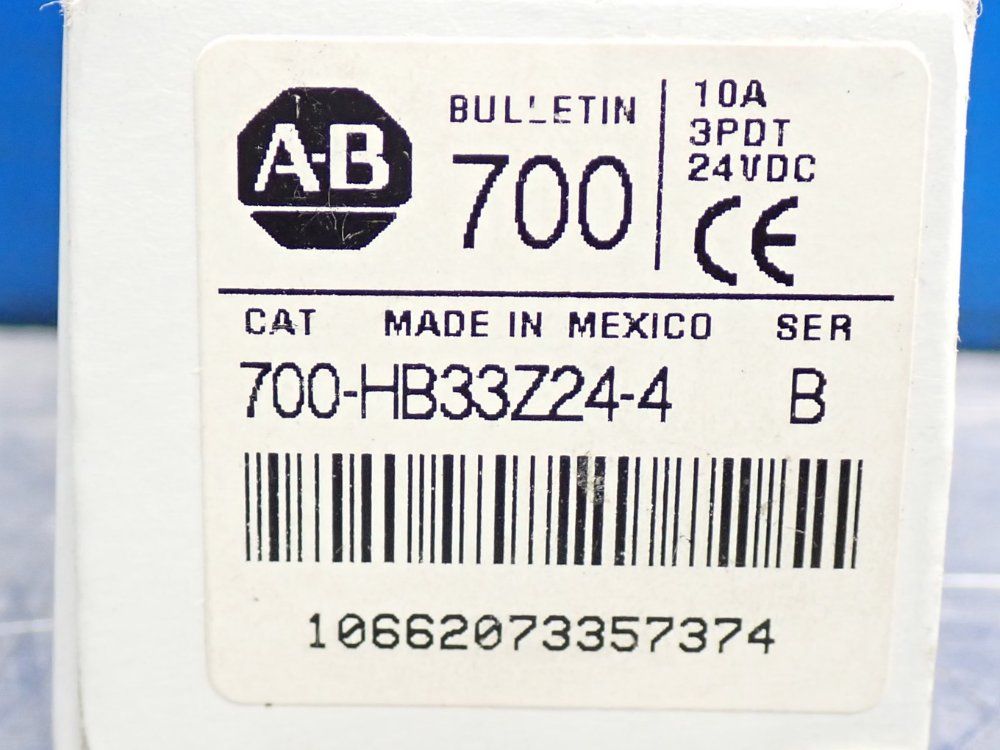 A-B
BULLETIN
700
10A
3PDT
24VDC
CE
CAT MADE IN MEXICO SER
700-HB33Z24-4 B
10662073357374